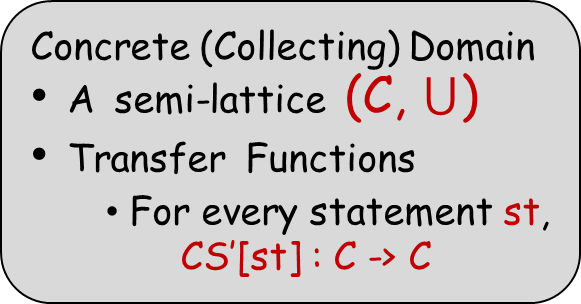 Concrete (Collecting) Domain
• A semi-lattice (C, ∪)
• Transfer Functions
• For every statement st,
CS’[st] : C -> C